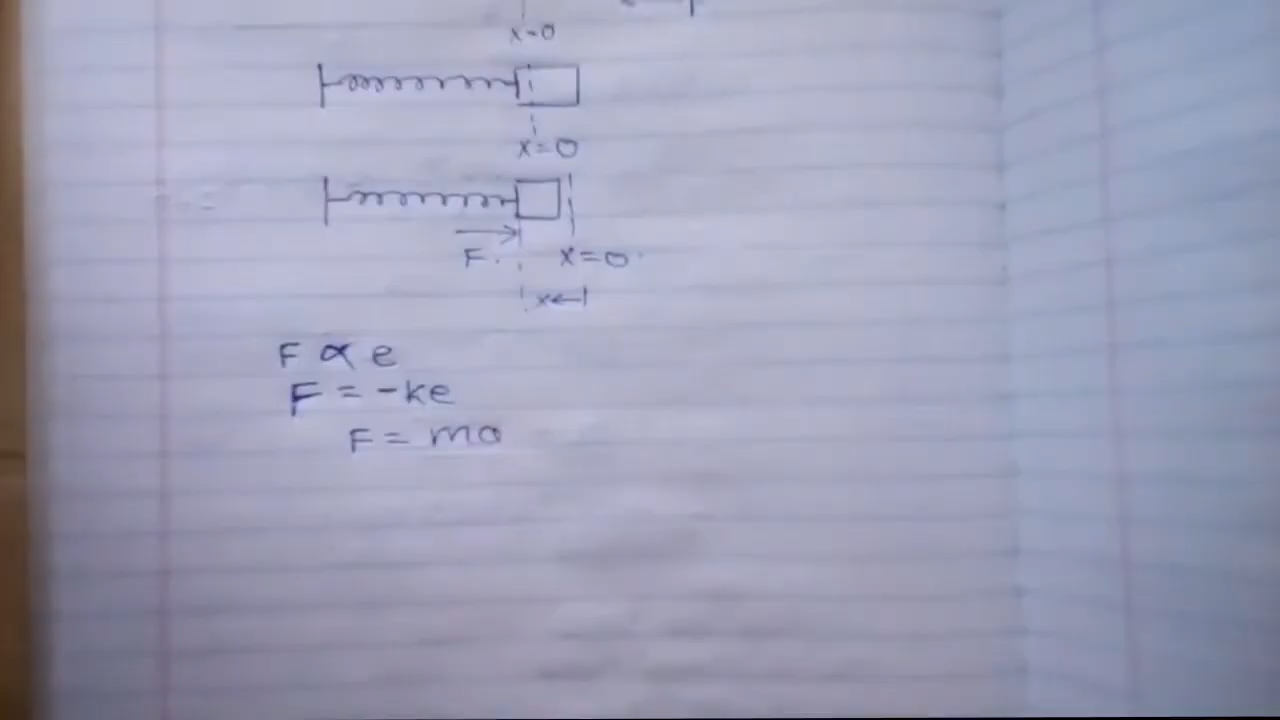 x=0
x=0
F. x=0
x
F ∝ e
F = -ke
F = ma